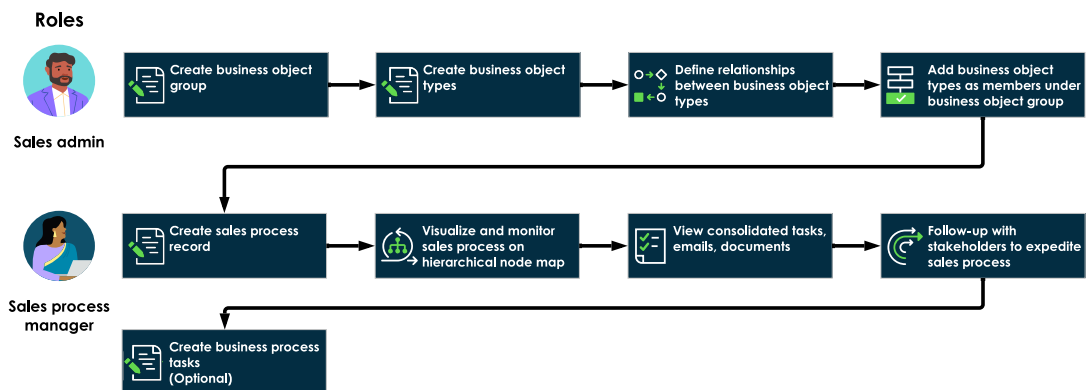 Roles
Sales admin
Create business object
group
Create business object
types
Define relationships
between business object
types
Add business object
types as members under
business object group
Sales process
manager
Create sales process
record
Visualize and monitor
sales process on
hierarchical node map
View consolidated tasks,
emails, documents
Follow-up with
stakeholders to expedite
sales process
Create business process
tasks
(Optional)